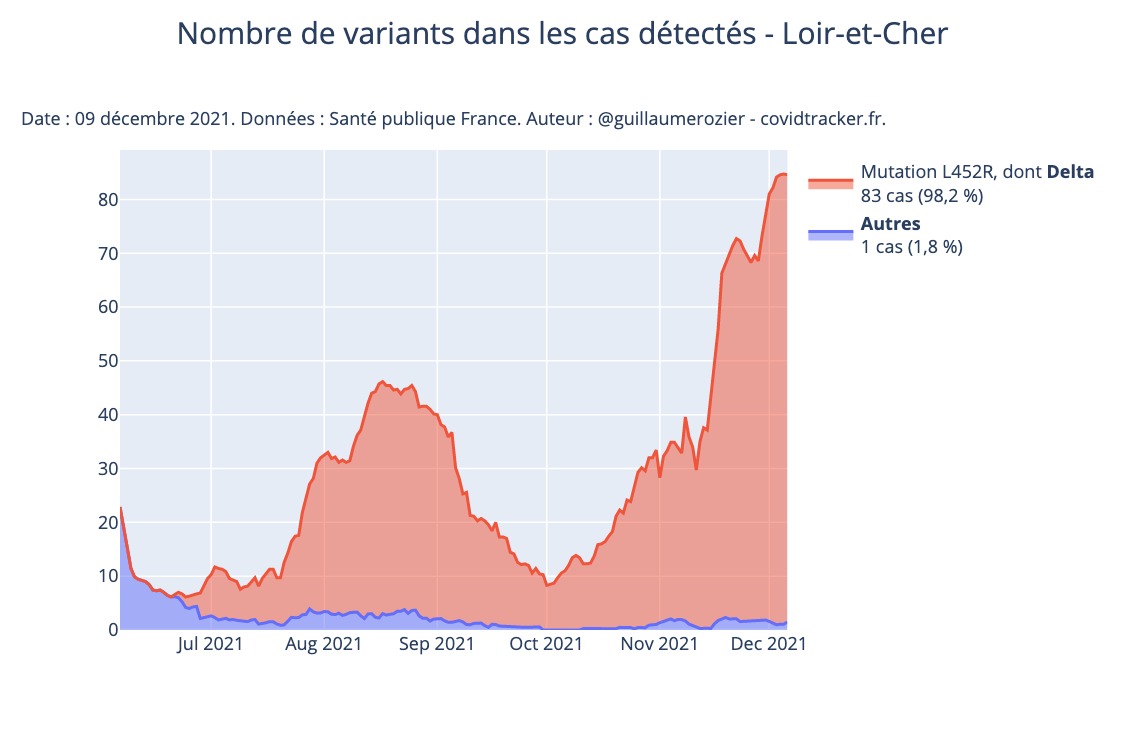 Nombre de variants dans les cas détectés - Loir-et-Cher
Date : 09 décembre 2021. Données : Santé publique France. Auteur : @guillaumerozier - covidtracker.fr.
Mutation L452R, dont Delta
83 cas (98,2 %)
Autres
1 cas (1,8 %)
80
70
60
50
40
30
20
10
0
Jul 2021 Aug 2021 Sep 2021 Oct 2021 Nov 2021 Dec 2021